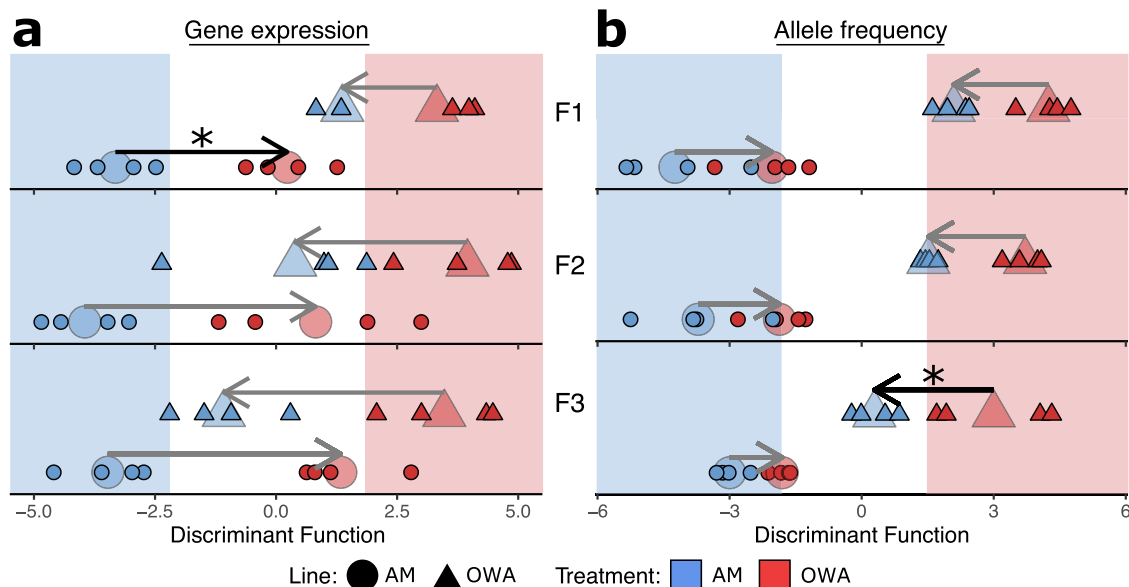 a
Gene expression
b
Allele frequency
F1
*
F2
F3
*
−5.0 −2.5 0.0 2.5 5.0
−6 −3 0 3 6
Discriminant Function
Discriminant Function
Line: AM OWA Treatment: AM OWA